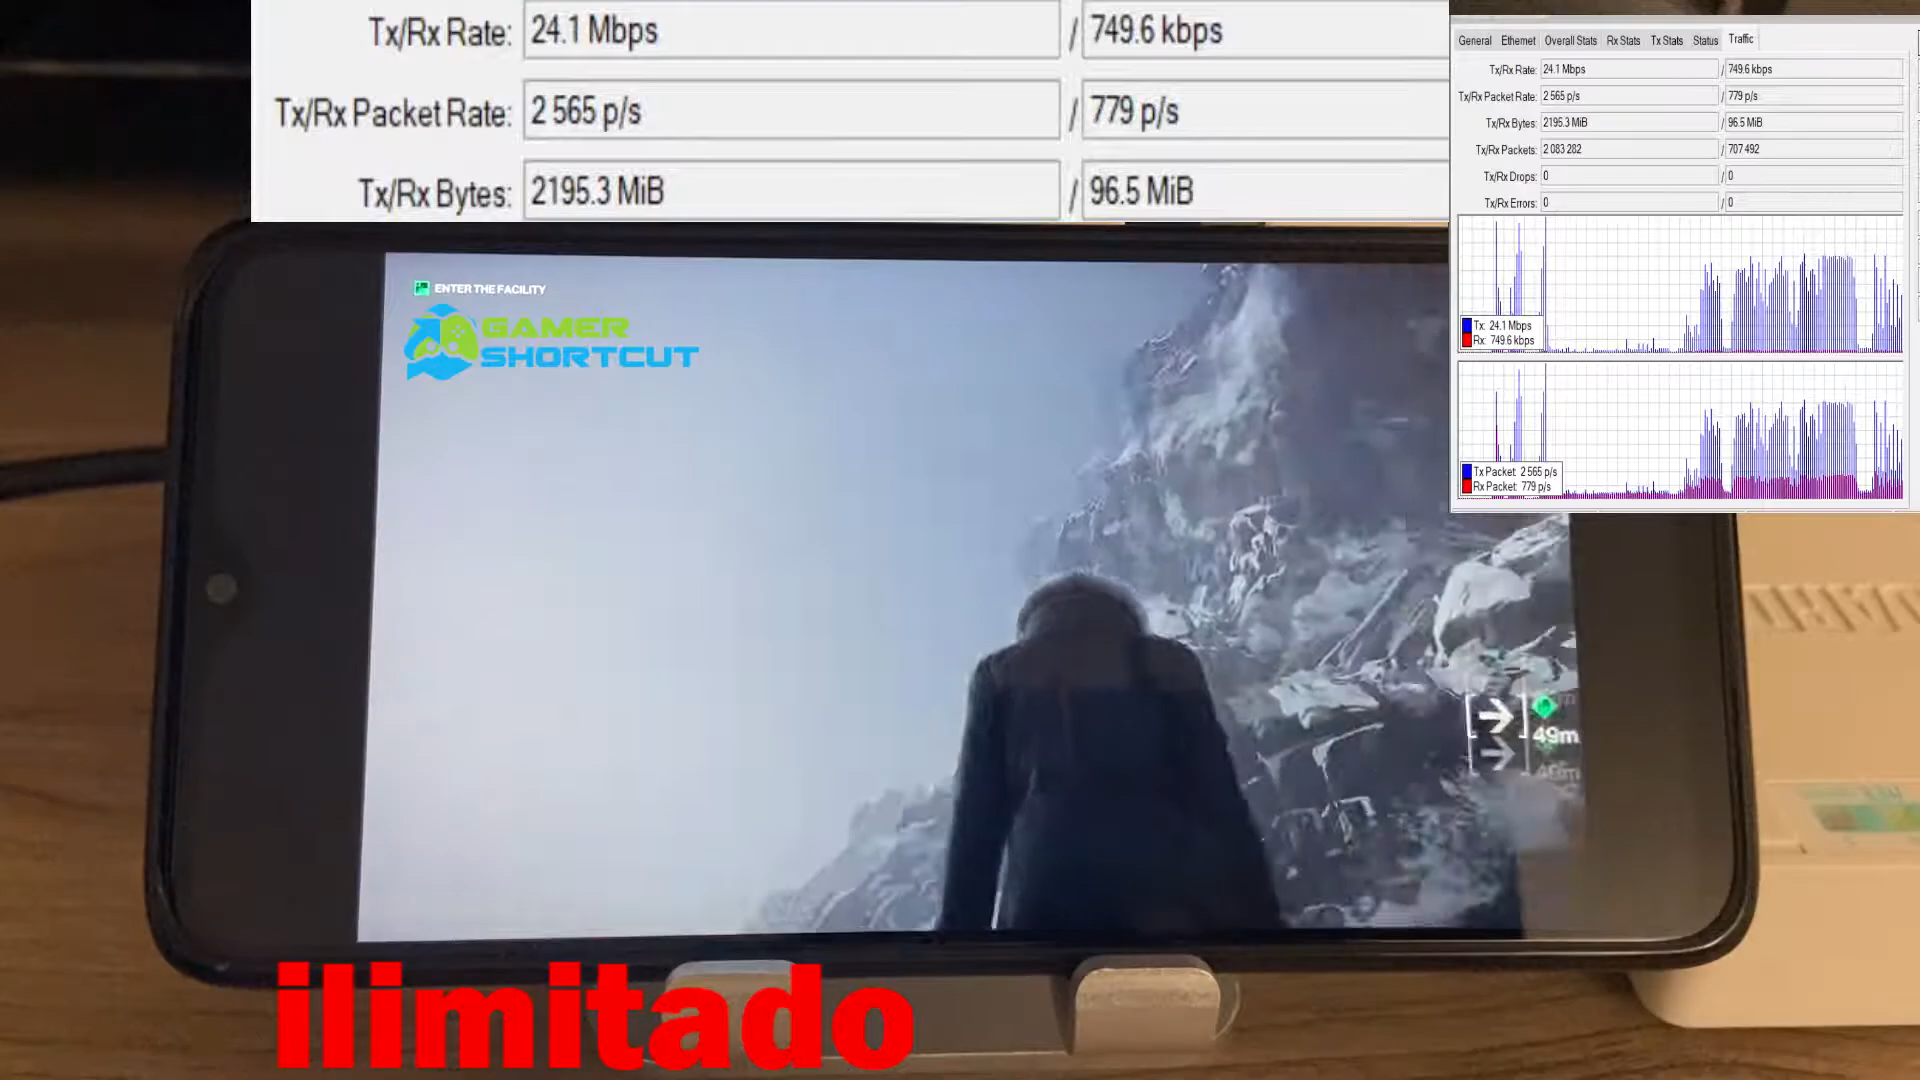 Tx/Rx Rate: 24.1 Mbps / 749.6 kbps
Tx/Rx Packet Rate: 2 565 p/s / 779 p/s
Tx/Rx Bytes: 2195.3 MiB / 96.5 MiB
General Ethernet Overall Stats Rx Stats Tx Stats Status Traffic
Tx/Rx Rate: 24.1 Mbps / 749.6 kbps
Tx/Rx Packet Rate: 2 565 p/s / 779 p/s
Tx/Rx Bytes: 2195.3 MiB / 96.5 MiB
Tx/Rx Packets: 2 083 282 / 707 492
Tx/Rx Drops: 0 / 0
Tx/Rx Errors: 0 / 0
Tx: 24.1 Mbps
Rx: 749.6 kbps
Tx Packet: 2 565 p/s
Rx Packet: 779 p/s
ENTER THE FACILITY
GAMER
SHORTCUT
49m
ilimitado